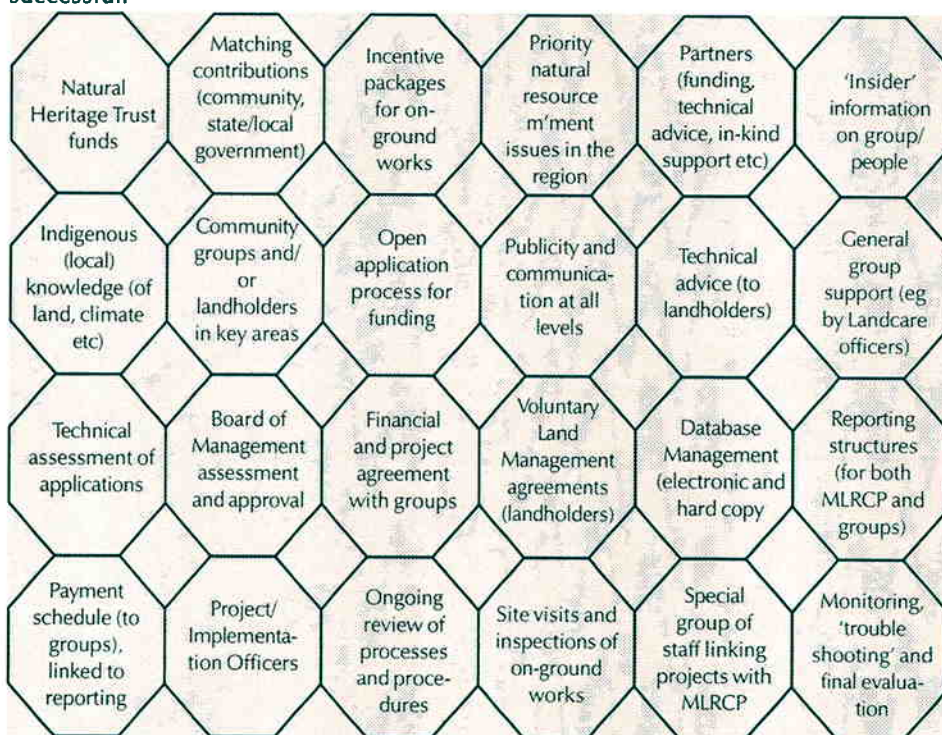 successful.
Natural
Heritage Trust
funds
Matching
contributions
(community,
state/local
government)
Incentive
packages
for on-
ground
works
Priority
natural
resource
m'ment
issues in the
region
Partners
(funding,
technical
advice, in-kind
support etc)
'Insider'
information
on group/
people
Indigenous
(local)
knowledge (of
land, climate
etc)
Community
groups and/
or
landholders
in key areas
Open
application
process for
funding
Publicity and
communica-
tion at all
levels
Technical
advice (to
landholders)
General
group
support (eg
by Landcare
officers)
Technical
assessment of
applications
Board of
Management
assessment
and approval
Financial
and project
agreement
with groups
Voluntary
Land
Management
agreements
(landholders)
Database
Management
(electronic and
hard copy
Reporting
structures
(for both
MLRCP and
groups)
Payment
schedule (to
groups),
linked to
reporting
Project/
Implementa-
tion Officers
Ongoing
review of
processes
and proce-
dures
Site visits and
inspections of
on-ground
works
Special
group of
staff linking
projects with
MLRCP
Monitoring,
'trouble
shooting' and
final evalua-
tion